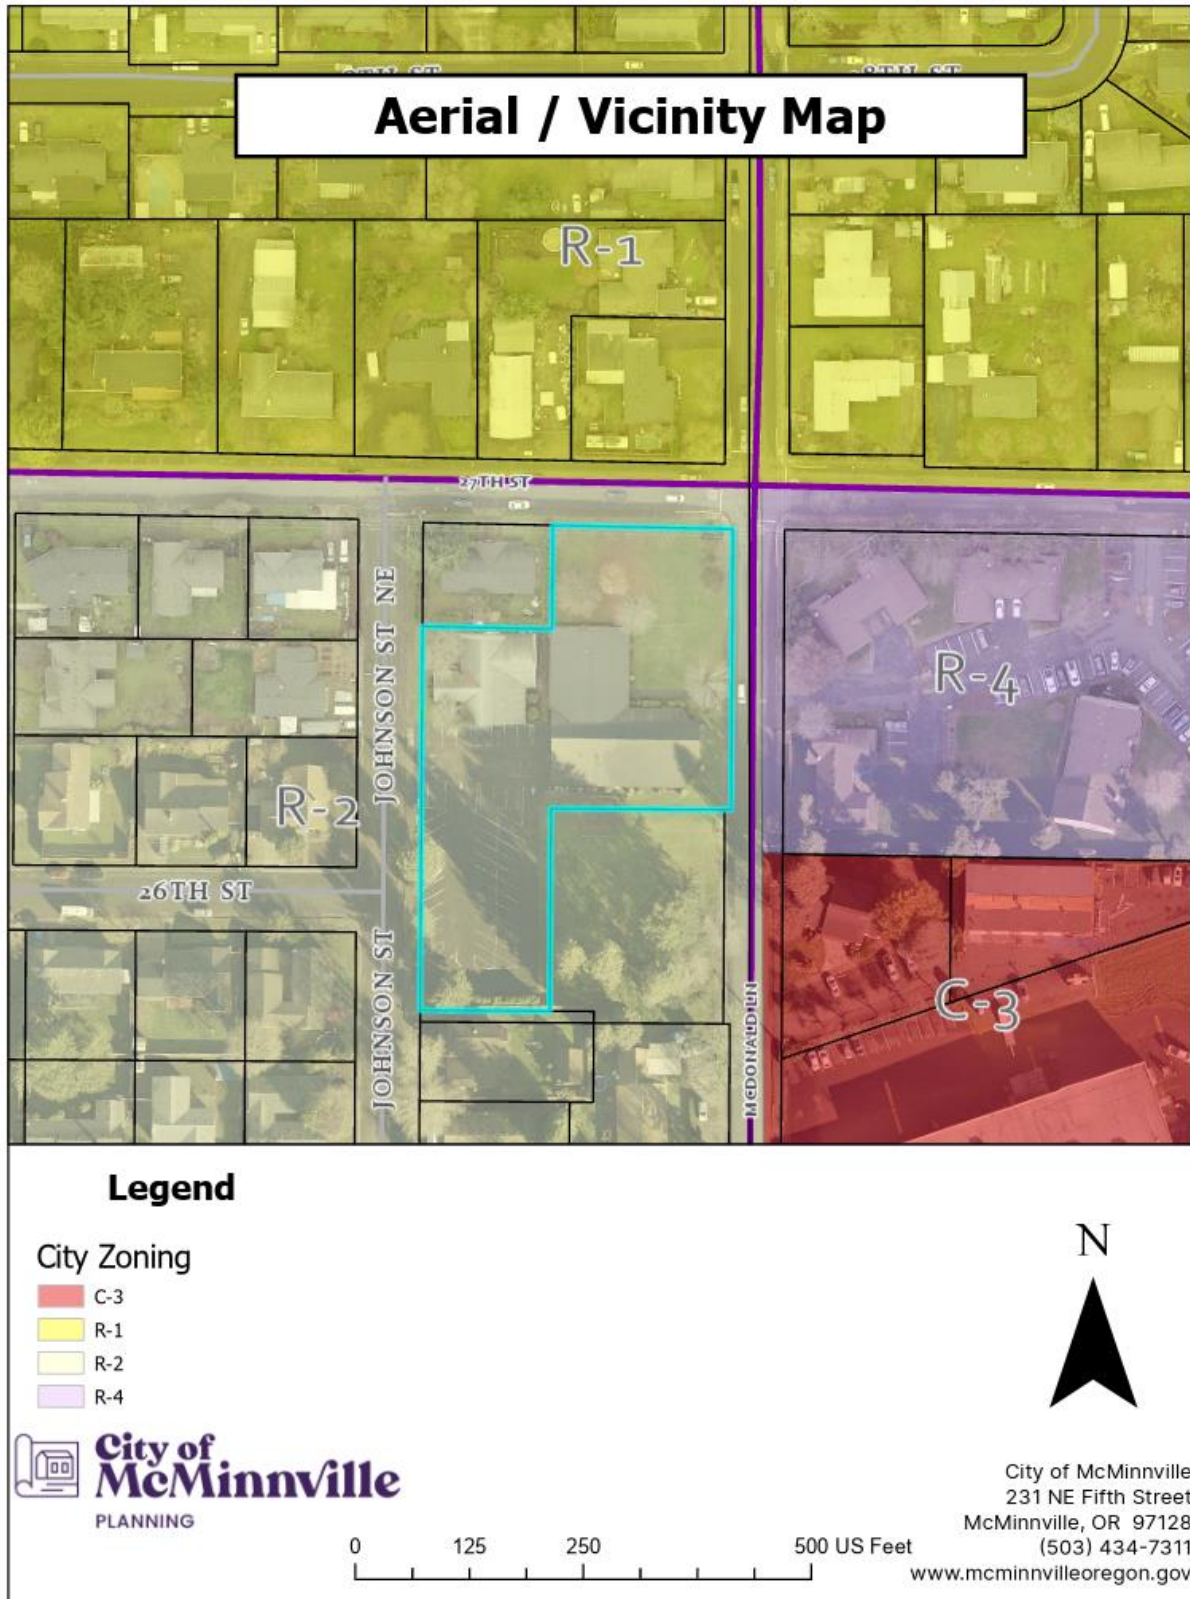 8TH ST
Aerial / Vicinity Map
R-1
27TH ST
JOHNSON ST NE
R-4
R-2
26TH ST
JOHNSON ST
C-3
MCDONALD LN
Legend
City Zoning
C-3
R-1
R-2
R-4
N
City of
McMinnville
PLANNING
City of McMinnville
231 NE Fifth Street
McMinnville, OR 97128
(503) 434-7311
www.mcminnvilleoregon.gov
0 125 250 500 US Feet